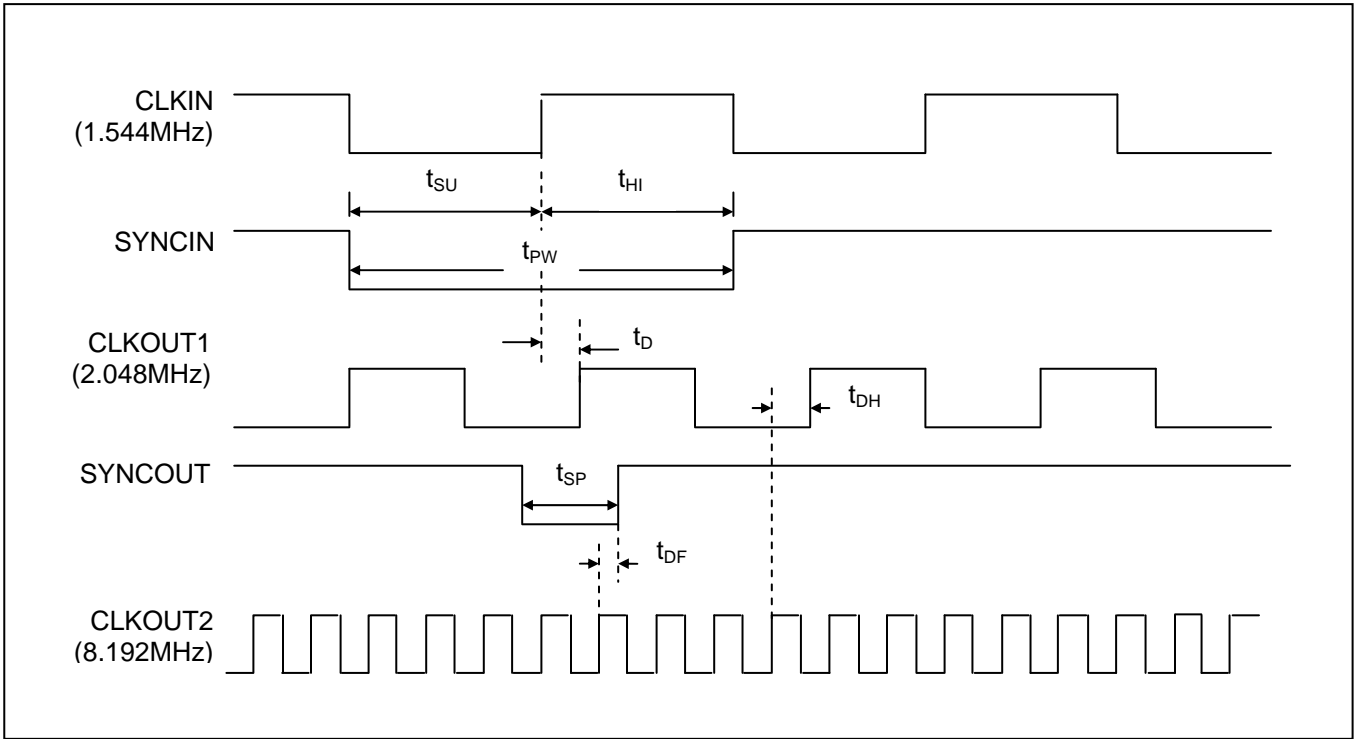 CLKIN
(1.544MHz)
tSU
tHI
SYNCIN
tPW
CLKOUT1
(2.048MHz)
tD
tDH
SYNCOUT
tSP
tDF
CLKOUT2
(8.192MHz)